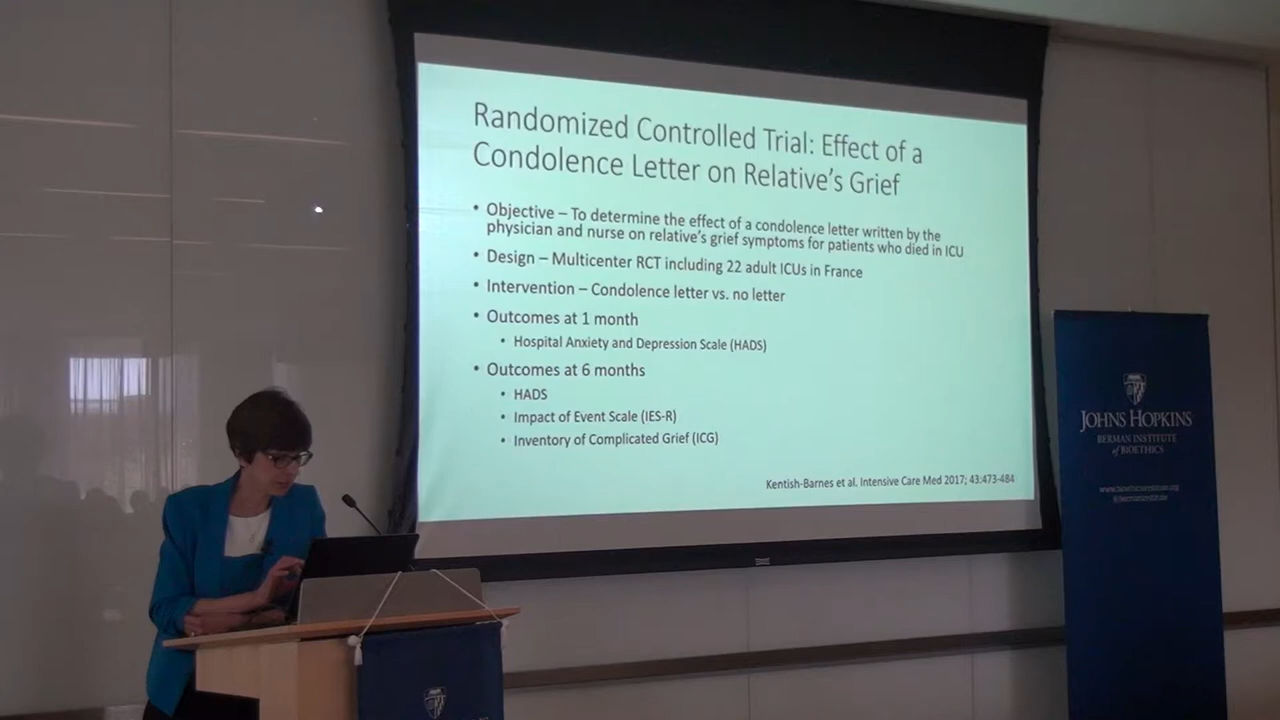 Randomized Controlled Trial: Effect of a
Condolence Letter on Relative's Grief
• Objective – To determine the effect of a condolence letter written by the
physician and nurse on relative's grief symptoms for patients who died in ICU
• Design – Multicenter RCT including 22 adult ICUs in France
• Intervention – Condolence letter vs. no letter
• Outcomes at 1 month
• Hospital Anxiety and Depression Scale (HADS)
• Outcomes at 6 months
• HADS
• Impact of Event Scale (IES-R)
• Inventory of Complicated Grief (ICG)
Kentish-Barnes et al. Intensive Care Med 2017; 43:473-484
JOHNS HOPKINS
BERMAN INSTITUTE
of BIOETHICS